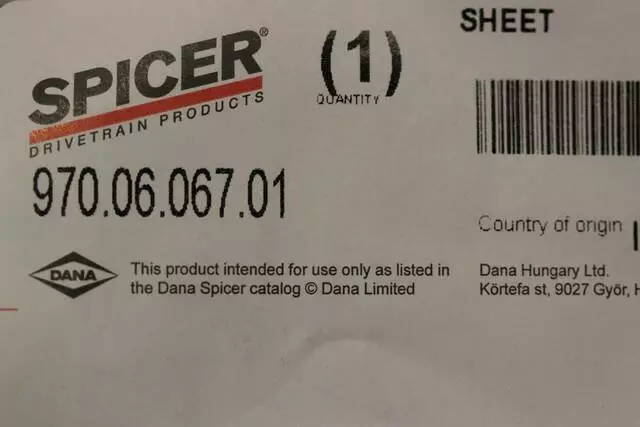 SPICER®
DRIVETRAIN PRODUCTS
(1)
QUANTITY
SHEET
970.06.067.01
Country of origin
DANA
This product intended for use only as listed in
the Dana Spicer catalog © Dana Limited
Dana Hungary Ltd.
Körtefa st, 9027 Győr,